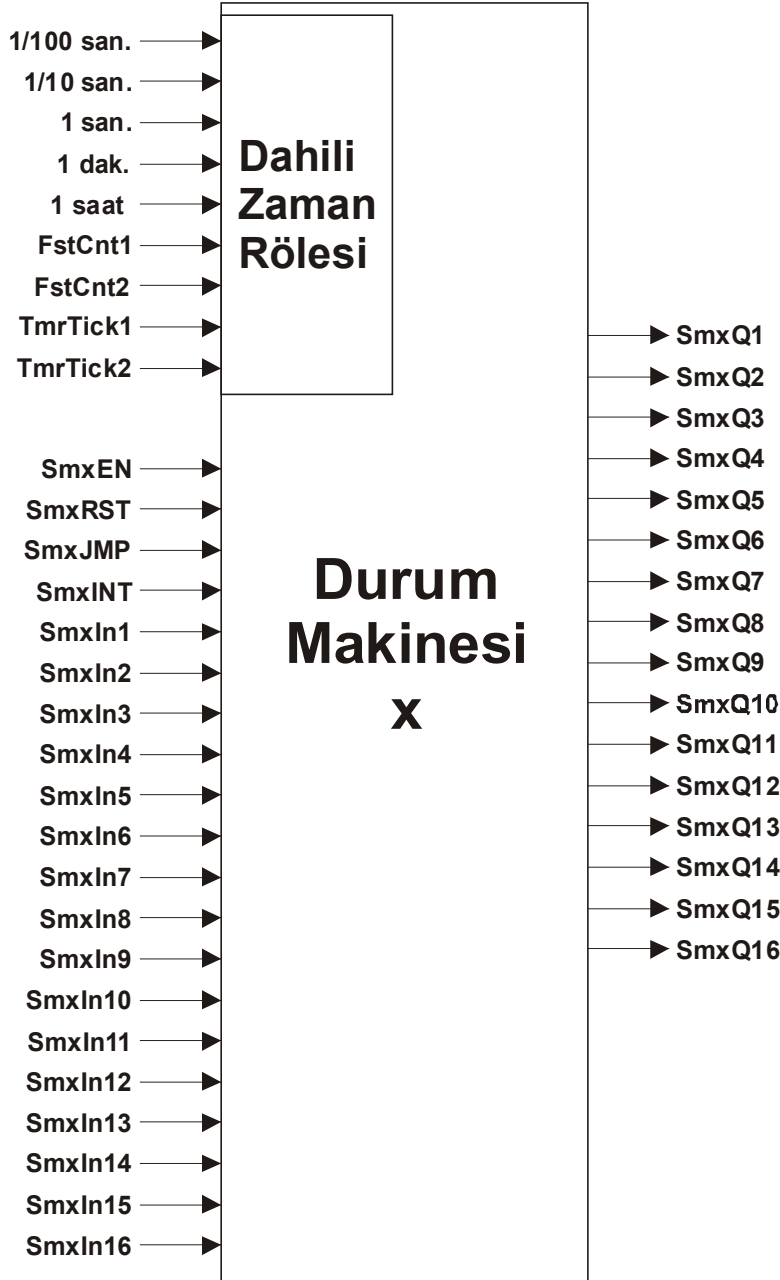 1/100 san.
1/10 san.
1 san.
1 dak.
1 saat
FstCnt1
FstCnt2
TmrTick1
TmrTick2
Dahili
Zaman
Rölesi
SmxEN
SmxRST
SmxJMP
SmxINT
SmxIn1
SmxIn2
SmxIn3
SmxIn4
SmxIn5
SmxIn6
SmxIn7
SmxIn8
SmxIn9
SmxIn10
SmxIn11
SmxIn12
SmxIn13
SmxIn14
SmxIn15
SmxIn16
Durum
Makinesi
x
SmxQ1
SmxQ2
SmxQ3
SmxQ4
SmxQ5
SmxQ6
SmxQ7
SmxQ8
SmxQ9
SmxQ10
SmxQ11
SmxQ12
SmxQ13
SmxQ14
SmxQ15
SmxQ16